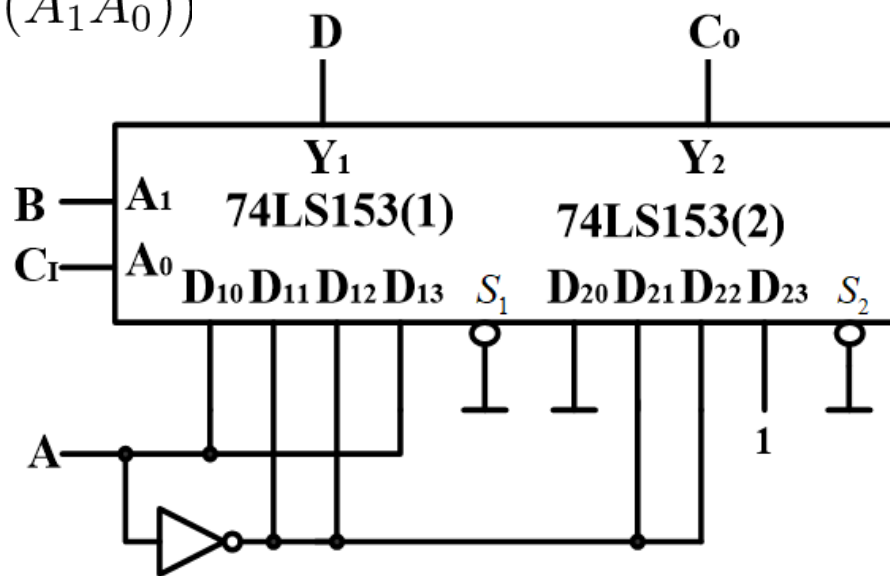 (A₁A₀))
D C₀
Y₁ Y₂
B A₁ 74LS153(1) 74LS153(2)
C_I A₀
D₁₀ D₁₁ D₁₂ D₁₃ S₁ D₂₀ D₂₁ D₂₂ D₂₃ S₂
A 1